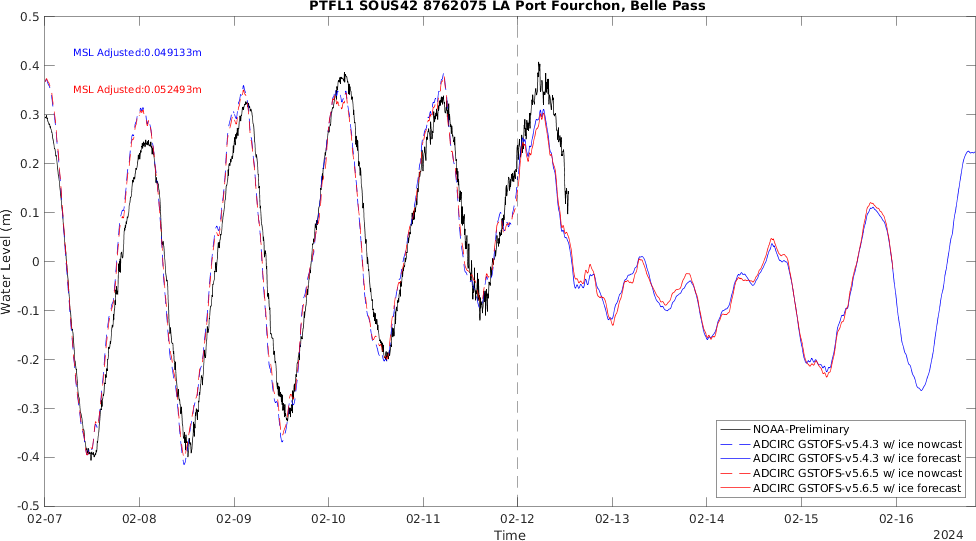 PTFL1 SOUS42 8762075 LA Port Fourchon, Belle Pass
0.5
0.4
0.3
0.2
0.1
0
-0.1
-0.2
-0.3
-0.4
-0.5
Water Level (m)
MSL Adjusted:0.049133m
MSL Adjusted:0.052493m
NOAA-Preliminary
ADCIRC GSTOFS-v5.4.3 w/ ice nowcast
ADCIRC GSTOFS-v5.4.3 w/ ice forecast
ADCIRC GSTOFS-v5.6.5 w/ ice nowcast
ADCIRC GSTOFS-v5.6.5 w/ ice forecast
02-07 02-08 02-09 02-10 02-11 02-12 02-13 02-14 02-15 02-16
Time
2024